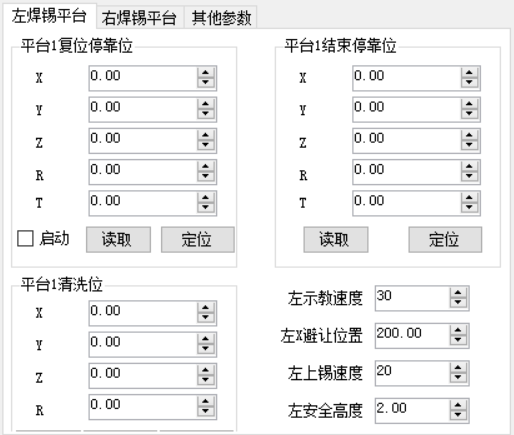 左焊锡平台 右焊锡平台 其他参数
平台1复位停靠位
X 0.00
Y 0.00
Z 0.00
R 0.00
T 0.00
启动 读取 定位
平台1结束停靠位
X 0.00
Y 0.00
Z 0.00
R 0.00
T 0.00
读取 定位
平台1清洗位
X 0.00
Y 0.00
Z 0.00
R 0.00
左示教速度 30
左X避让位置 200.00
左上锡速度 20
左安全高度 2.00